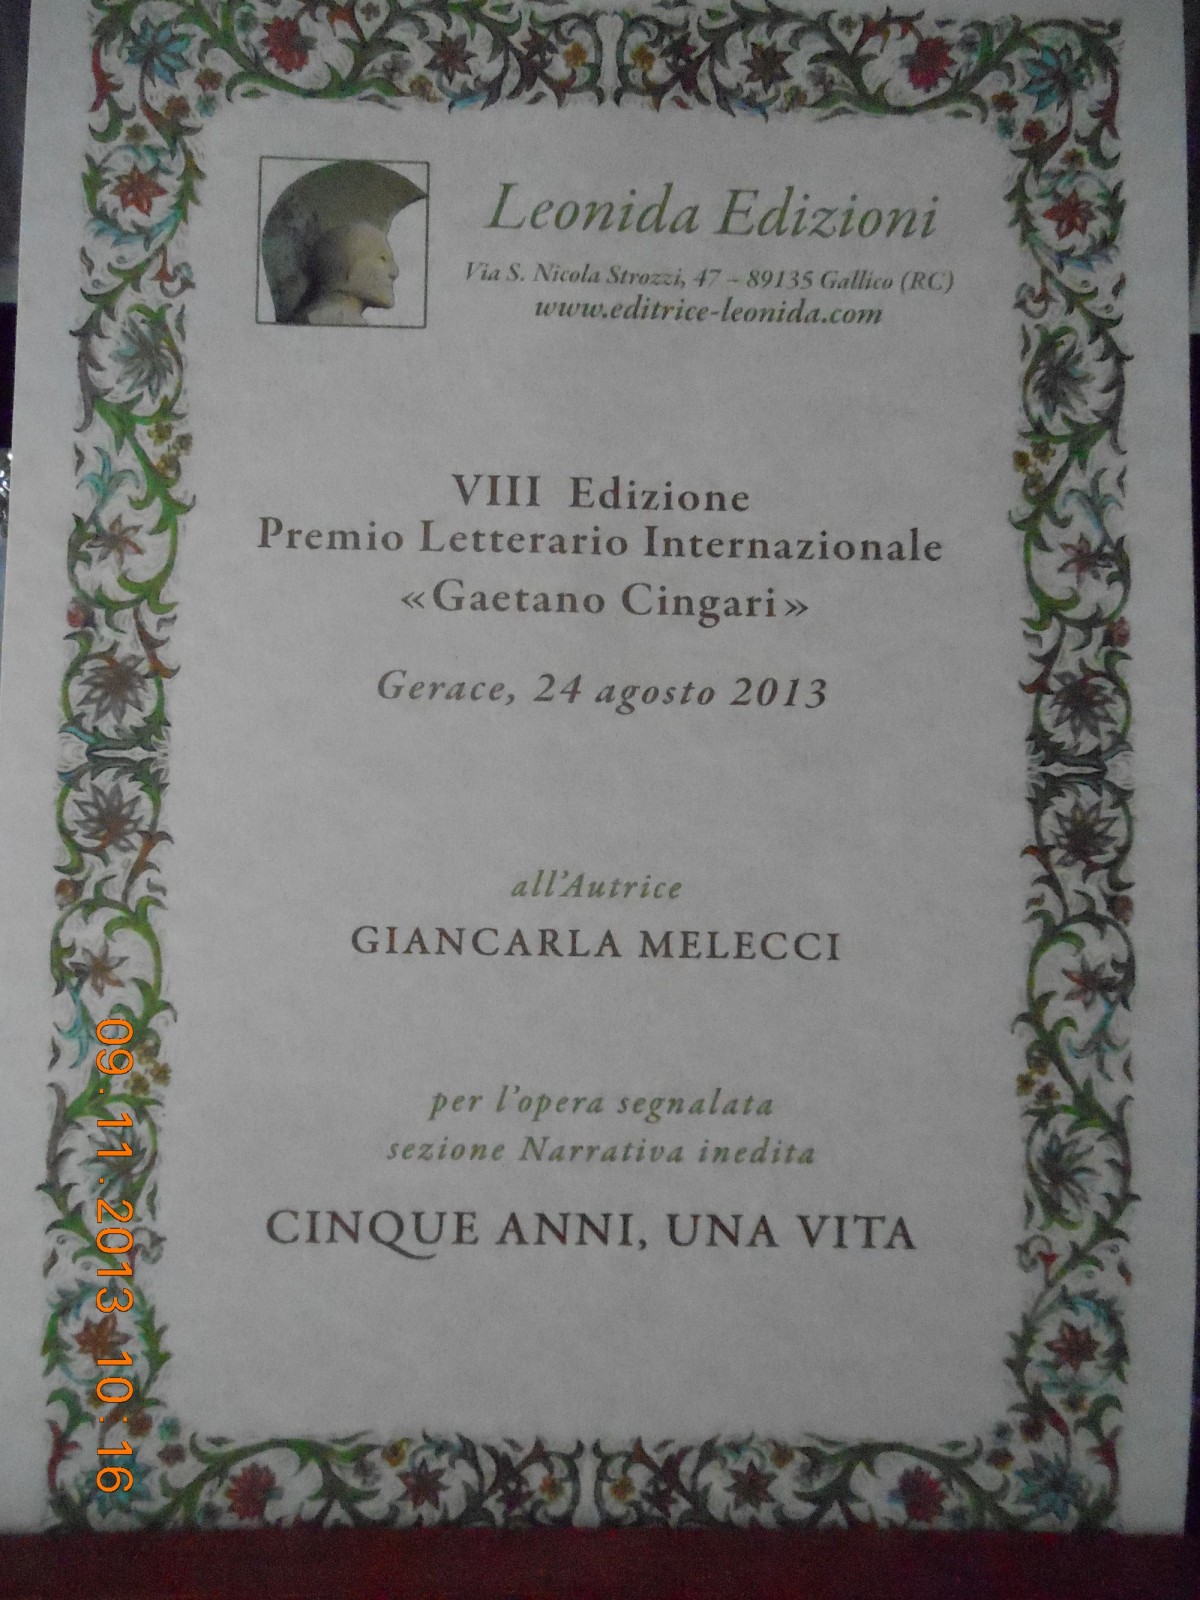 Leonida Edizioni
Via S. Nicola Strozzi, 47 – 89135 Gallico (RC)
www.editrice-leonida.com
VIII Edizione
Premio Letterario Internazionale
«Gaetano Cingari»
Gerace, 24 agosto 2013
all'Autrice
GIANCARLA MELECCI
per l'opera segnalata
sezione Narrativa inedita
CINQUE ANNI, UNA VITA
09.11.2013 10:16